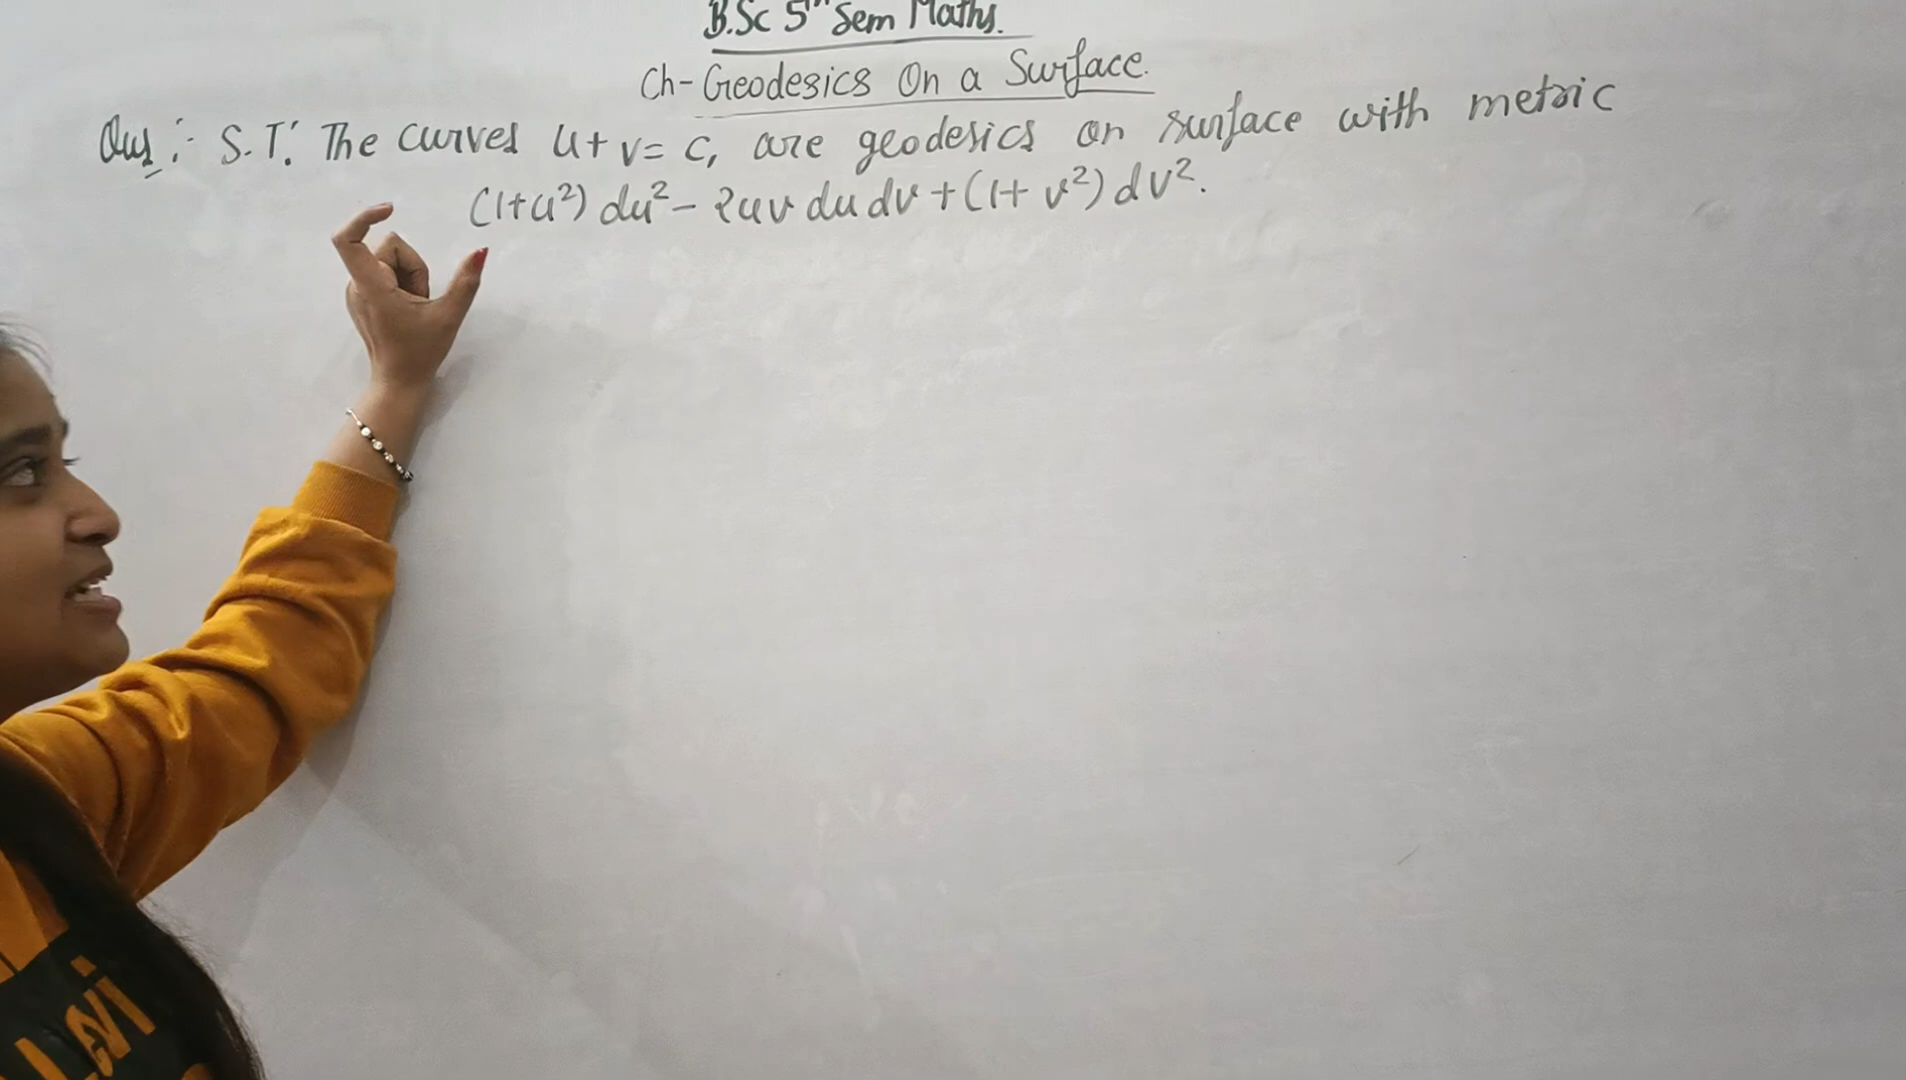 B.Sc 5th Sem Maths.
Ch-Geodesics On a Surface.
Qus:- S.T. The curves u+v=c, are geodesics on surface with metric
(1+u²) du² - 2uv du dv + (1+v²) dv².